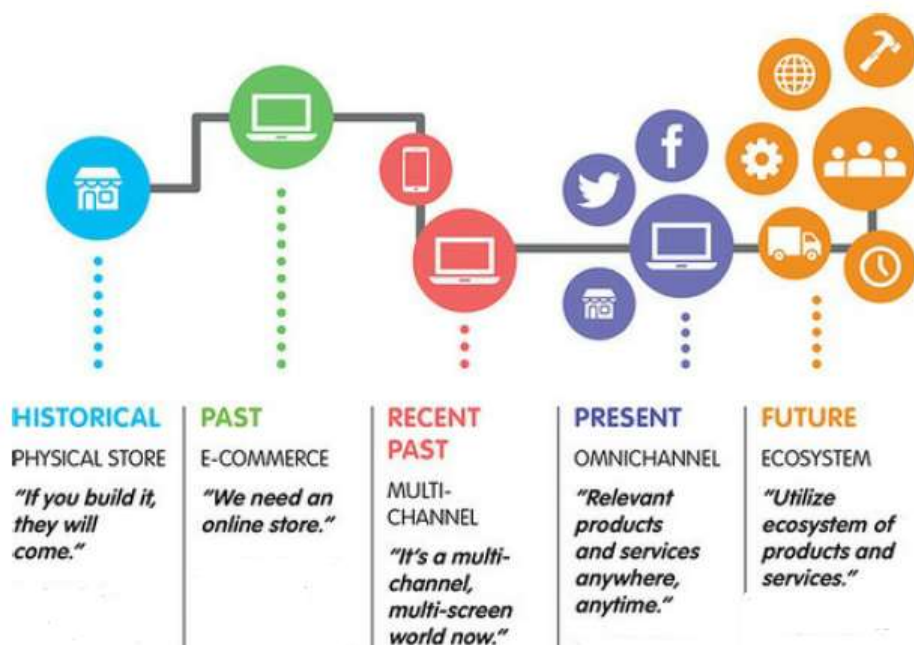 HISTORICAL
PHYSICAL STORE
"If you build it,
they will
come."
PAST
E-COMMERCE
"We need an
online store."
RECENT
PAST
MULTI-
CHANNEL
"It's a multi-
channel,
multi-screen
world now."
PRESENT
OMNICHANNEL
"Relevant
products
and services
anywhere,
anytime."
FUTURE
ECOSYSTEM
"Utilize
ecosystem of
products and
services."